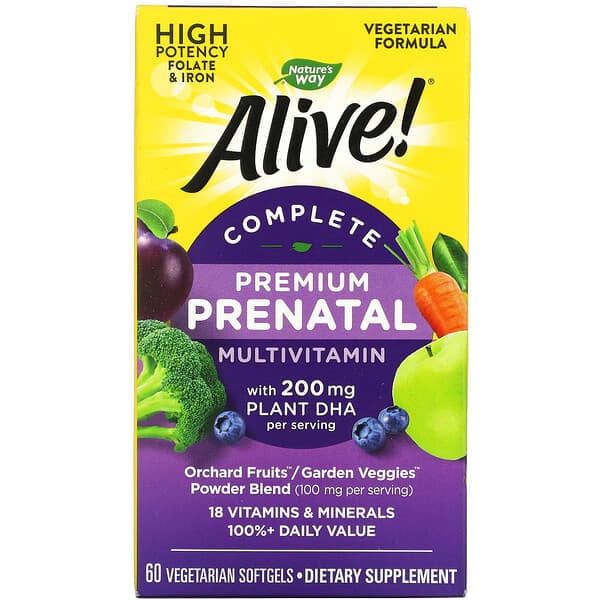 HIGH
POTENCY
FOLATE
& IRON
VEGETARIAN
FORMULA
Nature's
Way
Alive!®
COMPLETE
PREMIUM
PRENATAL
MULTIVITAMIN
with 200 mg
PLANT DHA
per serving
Orchard Fruits™/Garden Veggies™
Powder Blend (100 mg per serving)
18 VITAMINS & MINERALS
100%+ DAILY VALUE
60 VEGETARIAN SOFTGELS • DIETARY SUPPLEMENT